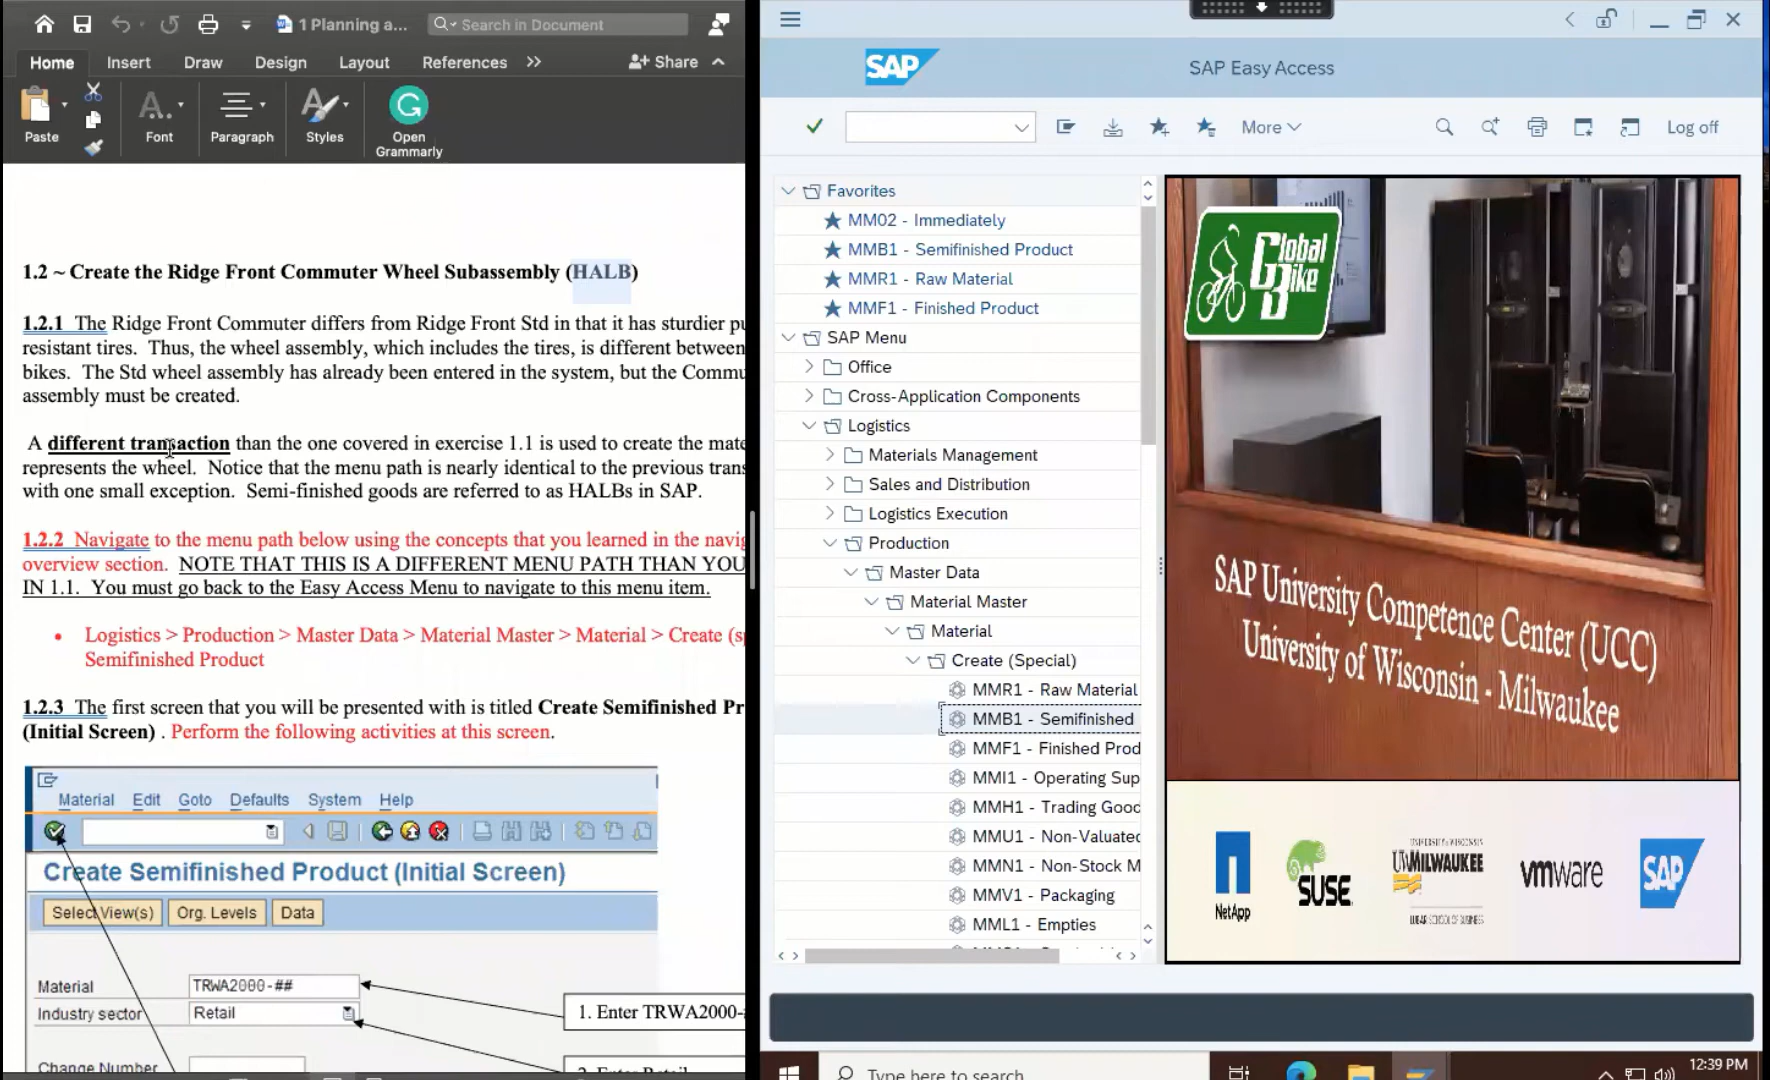 1 Planning a...
Search in Document
Home
Insert
Draw
Design
Layout
References
Share
Paste
Font
Paragraph
Styles
Open
Grammarly
1.2 ~ Create the Ridge Front Commuter Wheel Subassembly (HALB)
1.2.1 The Ridge Front Commuter differs from Ridge Front Std in that it has sturdier pu
resistant tires. Thus, the wheel assembly, which includes the tires, is different between
bikes. The Std wheel assembly has already been entered in the system, but the Commu
assembly must be created.
A different transaction than the one covered in exercise 1.1 is used to create the mate
represents the wheel. Notice that the menu path is nearly identical to the previous trans
with one small exception. Semi-finished goods are referred to as HALBs in SAP.
1.2.2 Navigate to the menu path below using the concepts that you learned in the navig
overview section. NOTE THAT THIS IS A DIFFERENT MENU PATH THAN YOU
IN 1.1. You must go back to the Easy Access Menu to navigate to this menu item.
• Logistics > Production > Master Data > Material Master > Material > Create (sp
Semifinished Product
1.2.3 The first screen that you will be presented with is titled Create Semifinished Pr
(Initial Screen) . Perform the following activities at this screen.
Material Edit Goto Defaults System Help
Create Semifinished Product (Initial Screen)
Select View(s) Org. Levels Data
Material TRWA2000-##
Industry sector Retail
Change Number
1. Enter TRWA2000-
2. Enter Retail
SAP
SAP Easy Access
More
Log off
Favorites
MM02 - Immediately
MMB1 - Semifinished Product
MMR1 - Raw Material
MMF1 - Finished Product
SAP Menu
Office
Cross-Application Components
Logistics
Materials Management
Sales and Distribution
Logistics Execution
Production
Master Data
Material Master
Material
Create (Special)
MMR1 - Raw Material
MMB1 - Semifinished
MMF1 - Finished Prod
MMI1 - Operating Sup
MMH1 - Trading Good
MMU1 - Non-Valuated
MMN1 - Non-Stock M
MMV1 - Packaging
MML1 - Empties
Global
Bike
SAP University Competence Center (UCC)
University of Wisconsin - Milwaukee
NetApp
SUSE
UNIVERSITY of WISCONSIN
UWMILWAUKEE
LUBAR SCHOOL OF BUSINESS
vmware
SAP
Type here to search
12:39 PM